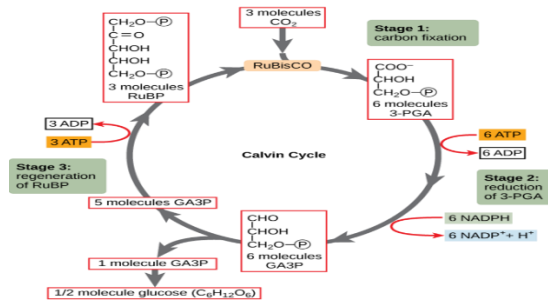 CH₂O–Ⓟ
C=O
CHOH
CHOH
CH₂O–Ⓟ
3 molecules
RuBP
3 molecules
CO₂
RuBisCO
Stage 1:
carbon fixation
COO⁻
CHOH
CH₂O–Ⓟ
6 molecules
3-PGA
6 ATP
6 ADP
Stage 2:
reduction
of 3-PGA
6 NADPH
6 NADP⁺ + H⁺
CHO
CHOH
CH₂O–Ⓟ
6 molecules
GA3P
5 molecules GA3P
1 molecule GA3P
1/2 molecule glucose (C₆H₁₂O₆)
Stage 3:
regeneration
of RuBP
3 ADP
3 ATP
Calvin Cycle